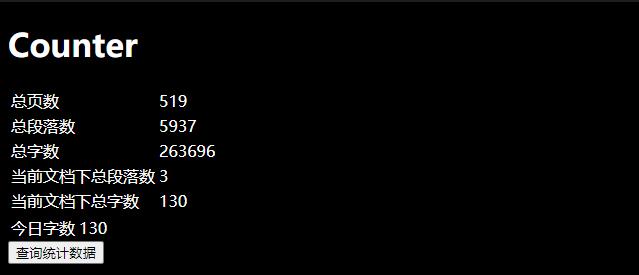 Counter
总页数 519
总段落数 5937
总字数 263696
当前文档下总段落数 3
当前文档下总字数 130
今日字数 130
查询统计数据